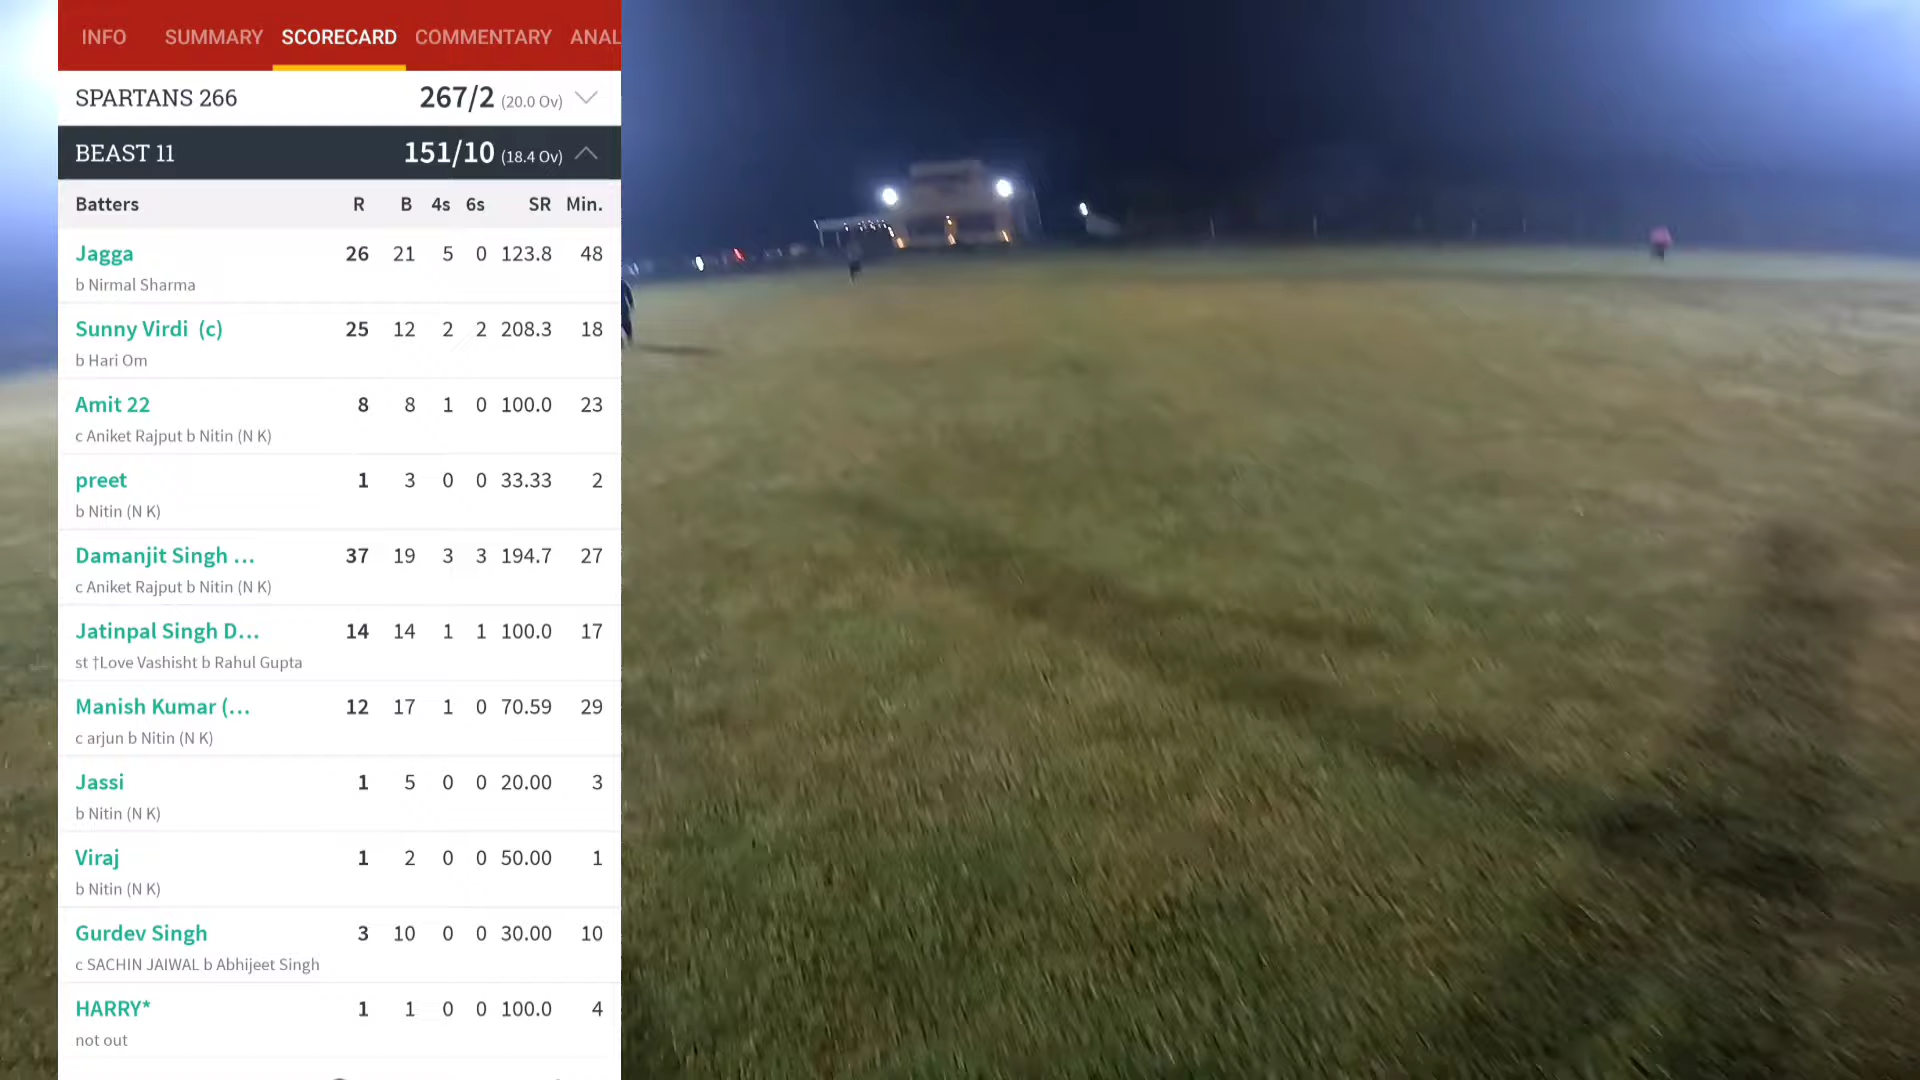 INFO SUMMARY SCORECARD COMMENTARY ANAL
SPARTANS 266 267/2 (20.0 Ov)
BEAST 11 151/10 (18.4 Ov)
Batters R B 4s 6s SR Min.
Jagga 26 21 5 0 123.8 48
b Nirmal Sharma
Sunny Virdi (c) 25 12 2 2 208.3 18
b Hari Om
Amit 22 8 8 1 0 100.0 23
c Aniket Rajput b Nitin (N K)
preet 1 3 0 0 33.33 2
b Nitin (N K)
Damanjit Singh ... 37 19 3 3 194.7 27
c Aniket Rajput b Nitin (N K)
Jatinpal Singh D... 14 14 1 1 100.0 17
st †Love Vashisht b Rahul Gupta
Manish Kumar (... 12 17 1 0 70.59 29
c arjun b Nitin (N K)
Jassi 1 5 0 0 20.00 3
b Nitin (N K)
Viraj 1 2 0 0 50.00 1
b Nitin (N K)
Gurdev Singh 3 10 0 0 30.00 10
c SACHIN JAIWAL b Abhijeet Singh
HARRY* 1 1 0 0 100.0 4
not out